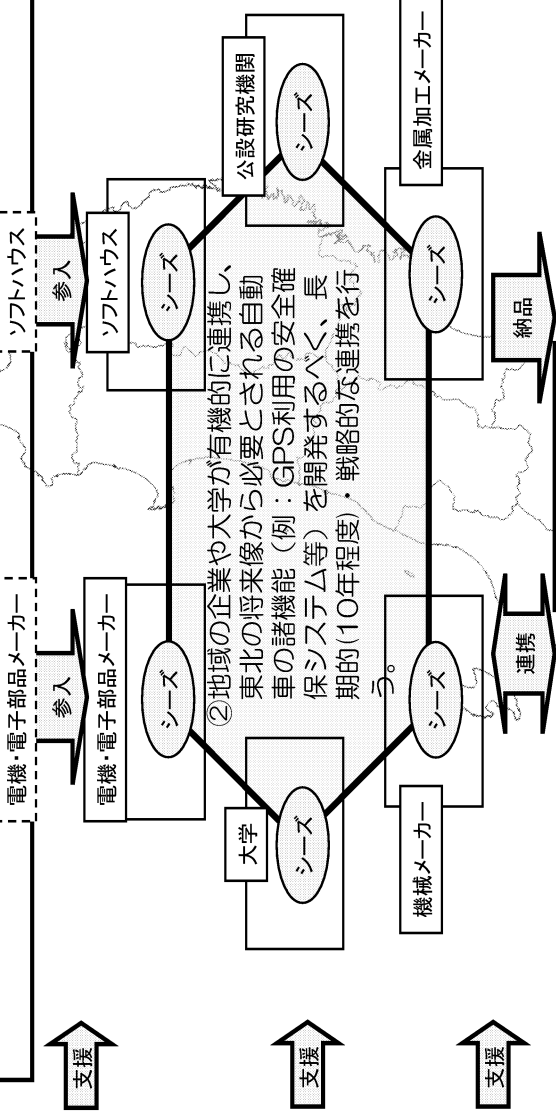 電機・電子部品メーカー
ソフトハウス
参入
参入
支援
電機・電子部品メーカー
ソフトハウス
シーズ
シーズ
大学
公設研究機関
②地域の企業や大学が有機的に連携し、
東北の将来像から必要とされる自動
車の諸機能（例：GPS利用の安全確
保システム等）を開発するべく、長
期的(10年程度)・戦略的な連携を行
う。
支援
シーズ
シーズ
機械メーカー
金属加工メーカー
シーズ
シーズ
支援
連携
納品